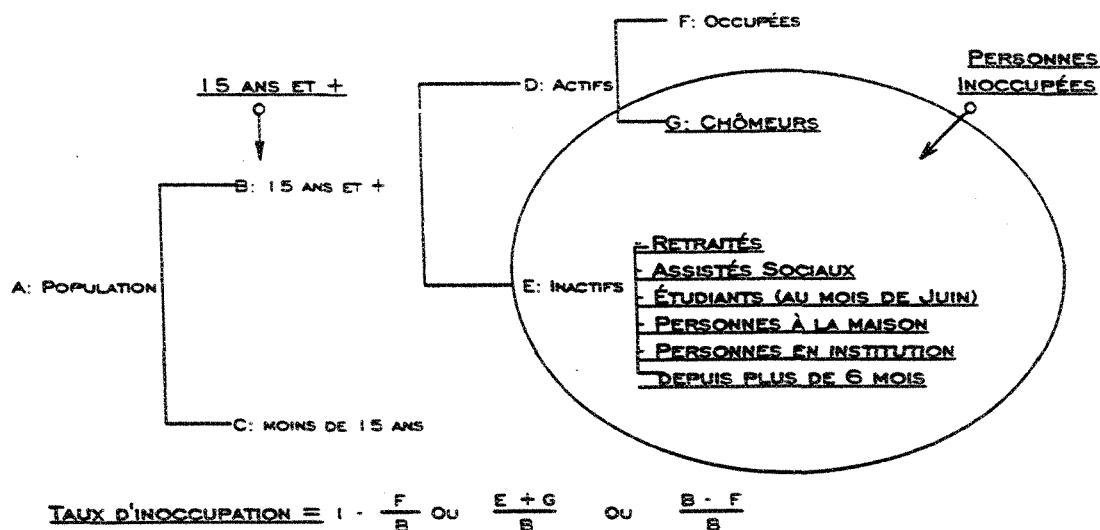 F: OCCUPÉES
PERSONNES
INOCCUPÉES
15 ANS ET +
D: ACTIFS
G: CHÔMEURS
B: 15 ANS ET +
A: POPULATION
E: INACTIFS
- RETRAITÉS
- ASSISTÉS SOCIAUX
- ÉTUDIANTS (AU MOIS DE JUIN)
- PERSONNES À LA MAISON
- PERSONNES EN INSTITUTION
DEPUIS PLUS DE 6 MOIS
C: MOINS DE 15 ANS
TAUX D'INOCCUPATION = 1 - F/B OU E + G/B OU B - F/B